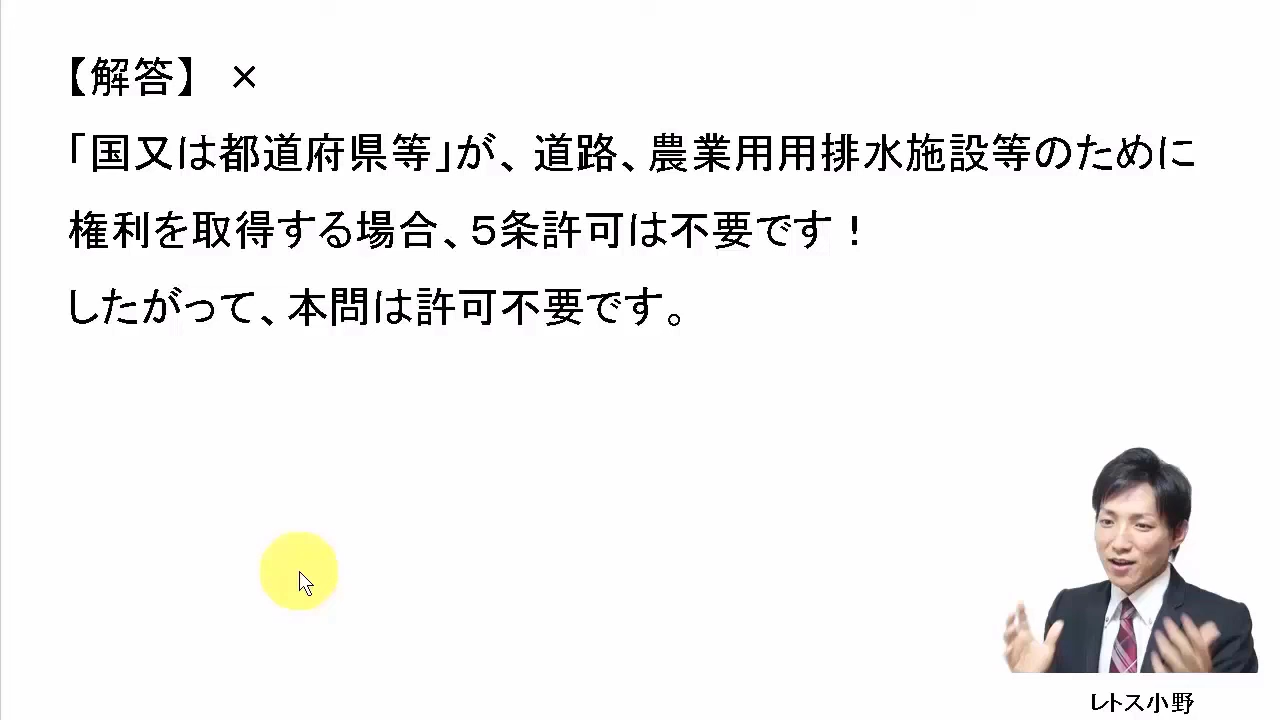 【解答】　×
「国又は都道府県等」が、道路、農業用用排水施設等のために
権利を取得する場合、５条許可は不要です！
したがって、本問は許可不要です。
レトス小野